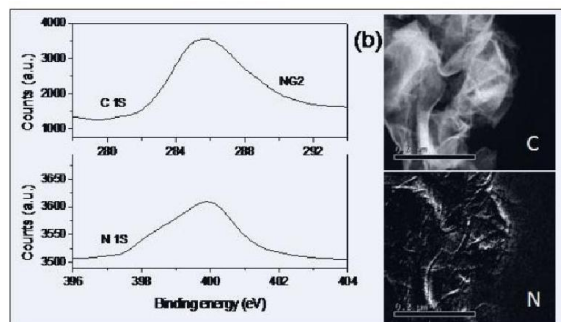 4000
3000
2000
1000
Counts (a.u.)
C 1S
NG2
280 284 288 292
3650
3600
3550
3500
Counts (a.u.)
N 1S
396 398 400 402 404
Binding energy (eV)
(b)
C
N